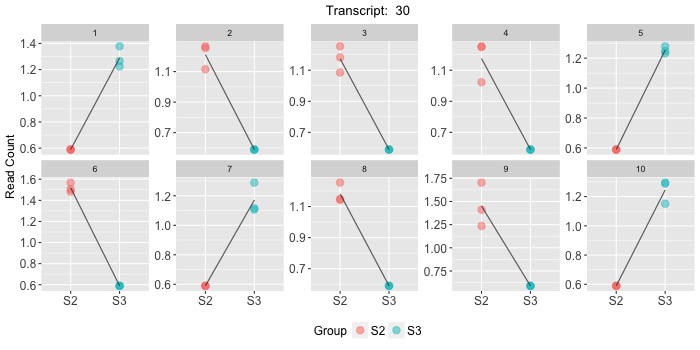 Transcript: 30
1 2 3 4 5
1.4 1.2 1.0 0.8 0.6
1.1 0.9 0.7
1.1 0.9 0.7
1.1 0.9 0.7
1.2 1.0 0.8 0.6
Read Count
6 7 8 9 10
1.6 1.4 1.2 1.0 0.8 0.6
1.2 1.0 0.8 0.6
1.1 0.9 0.7
1.75 1.50 1.25 1.00 0.75
1.2 1.0 0.8 0.6
S2 S3 S2 S3 S2 S3 S2 S3 S2 S3
Group S2 S3